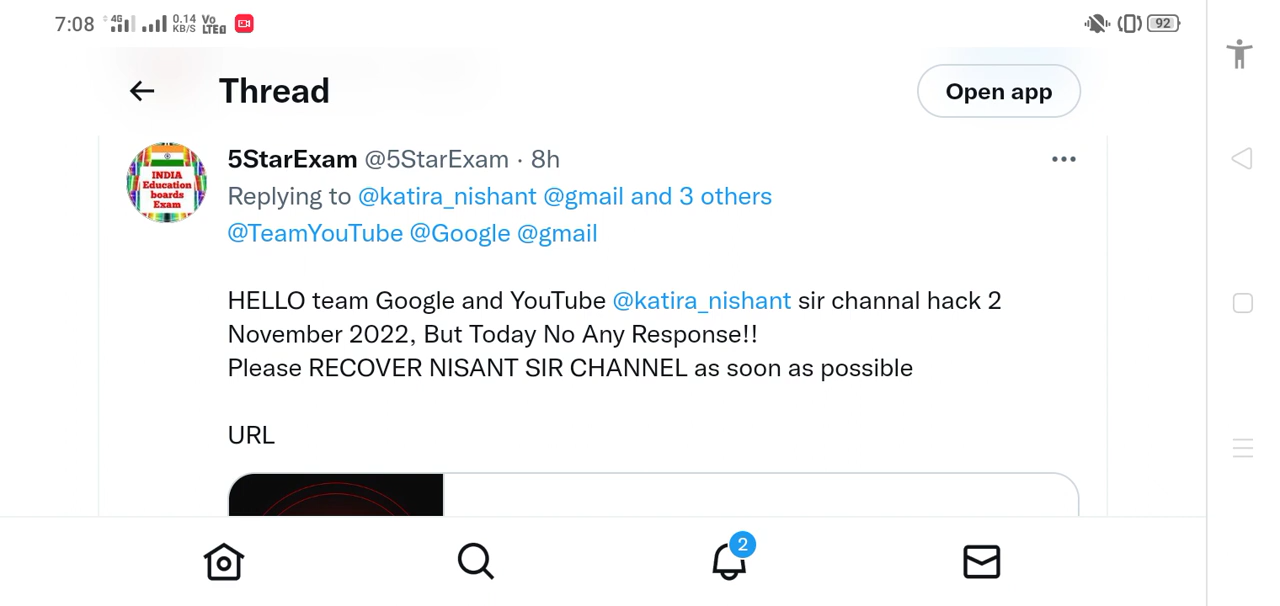 7:08 4G 0.14 KB/S Vo LTE 92
Thread
Open app
INDIA
Education
boards
Exam
5StarExam @5StarExam · 8h
Replying to @katira_nishant @gmail and 3 others
@TeamYouTube @Google @gmail
HELLO team Google and YouTube @katira_nishant sir channal hack 2
November 2022, But Today No Any Response!!
Please RECOVER NISANT SIR CHANNEL as soon as possible
URL
2